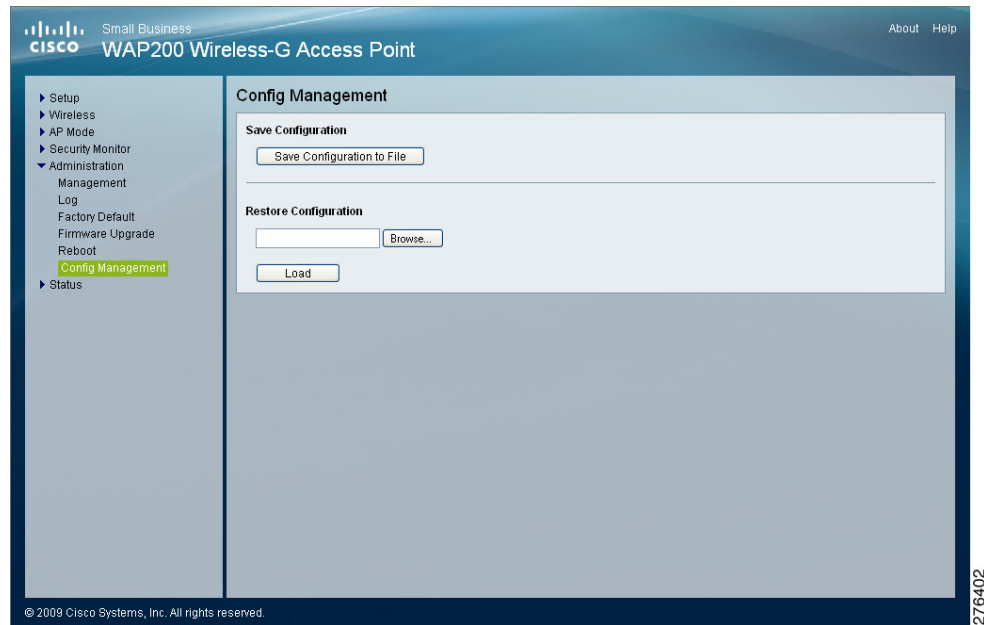 Small Business
CISCO WAP200 Wireless-G Access Point
About Help
Setup
Wireless
AP Mode
Security Monitor
Administration
Management
Log
Factory Default
Firmware Upgrade
Reboot
Config Management
Status
Config Management
Save Configuration
Save Configuration to File
Restore Configuration
Browse...
Load
© 2009 Cisco Systems, Inc. All rights reserved.
276402